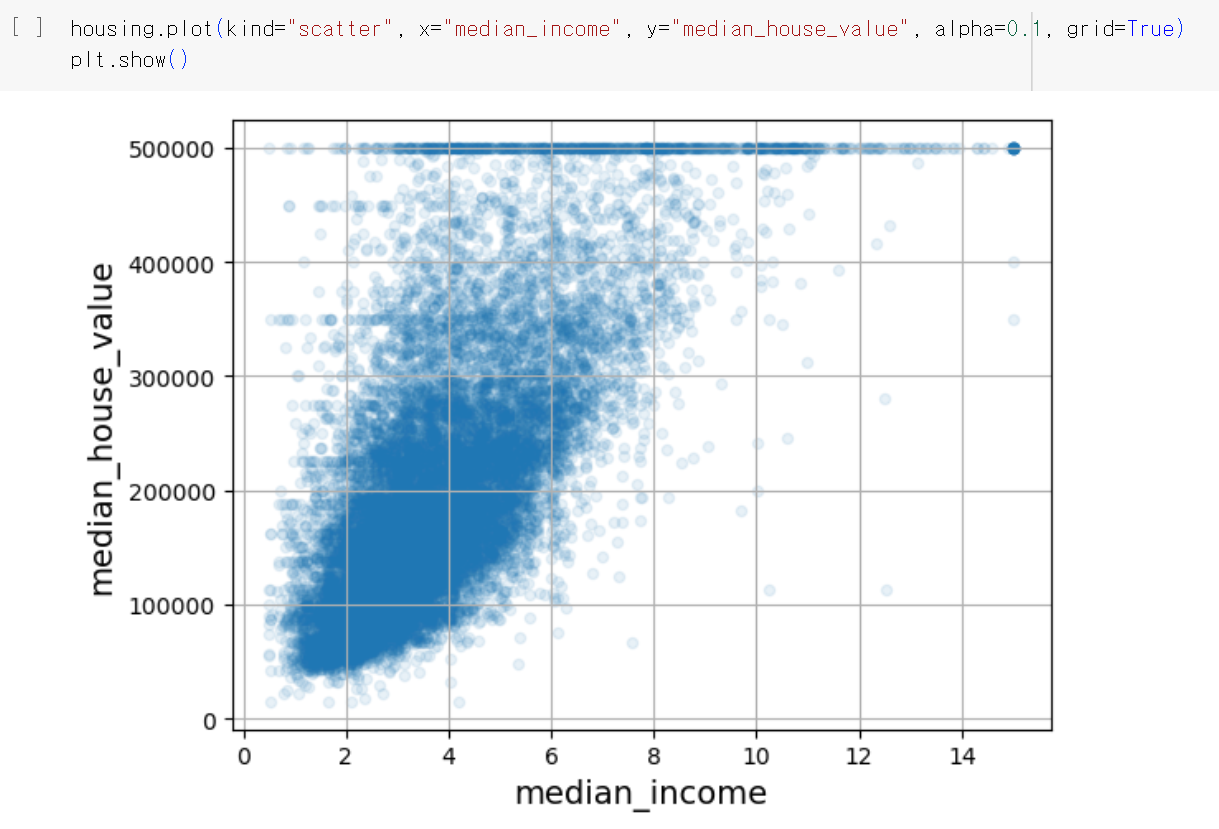 [ ] housing.plot(kind="scatter", x="median_income", y="median_house_value", alpha=0.1, grid=True)
plt.show()
500000
400000
300000
200000
100000
0
median_house_value
0 2 4 6 8 10 12 14
median_income